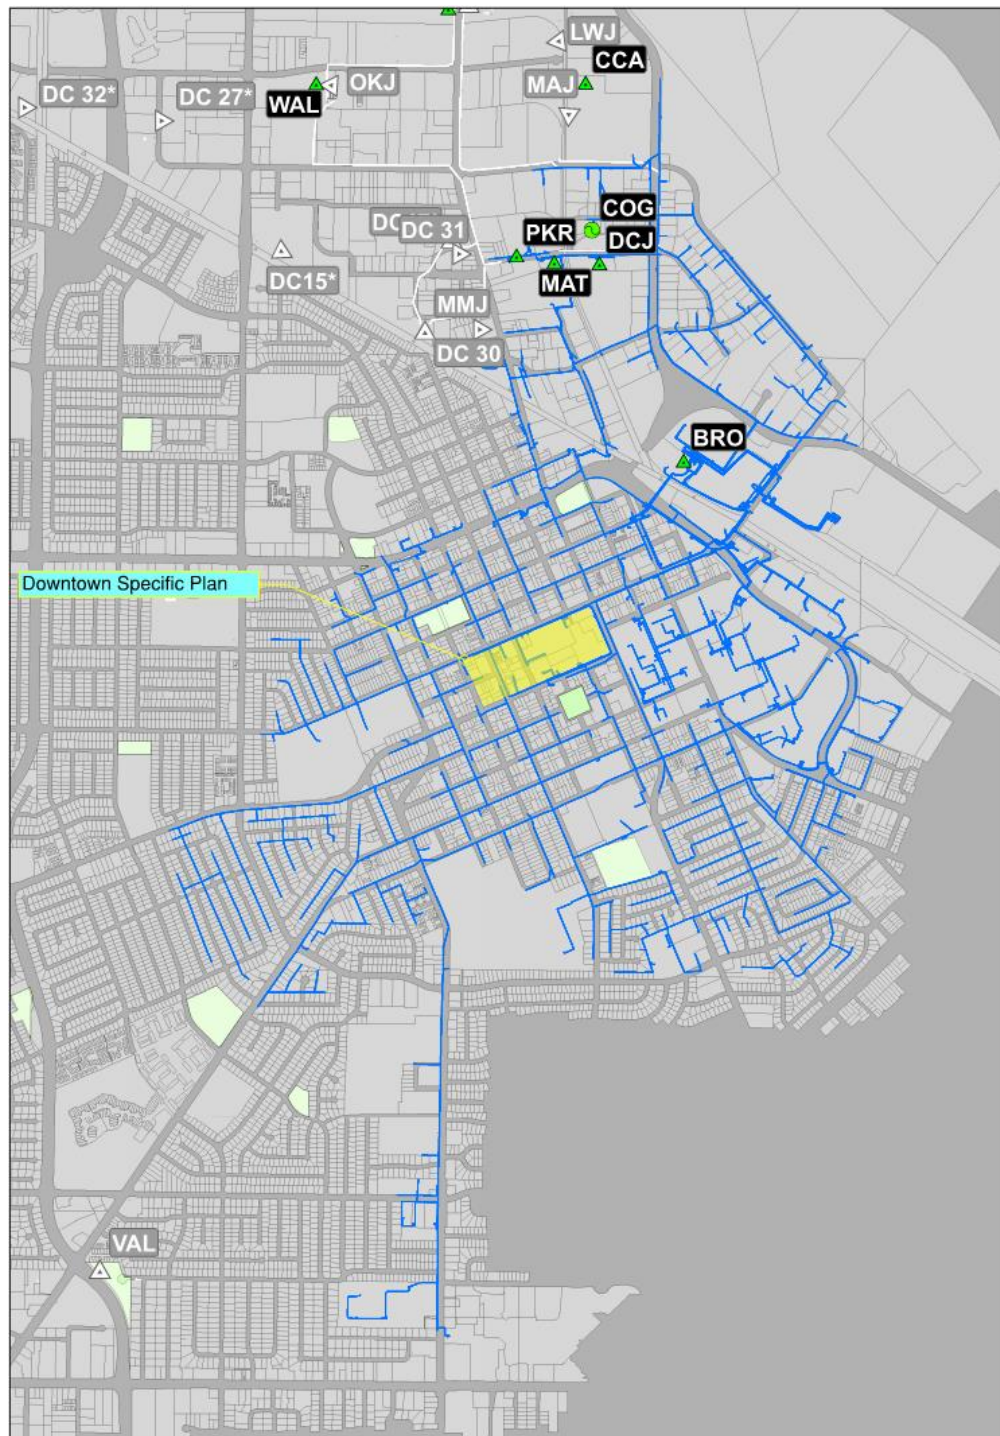 LWJ
CCA
OKJ
WAL
MAJ
DC 32*
DC 27*
COG
PKR
DCJ
DC 31
DC15*
MAT
MMJ
DC 30
BRO
Downtown Specific Plan
VAL